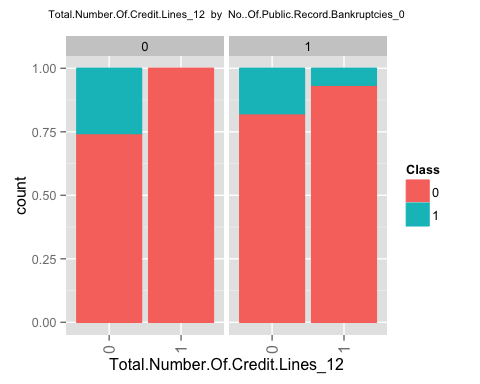 Total.Number.Of.Credit.Lines_12 by No..Of.Public.Record.Bankruptcies_0
0 1
1.00
0.75
0.50
0.25
0.00
count
Class
0
1
0 1 0 1
Total.Number.Of.Credit.Lines_12